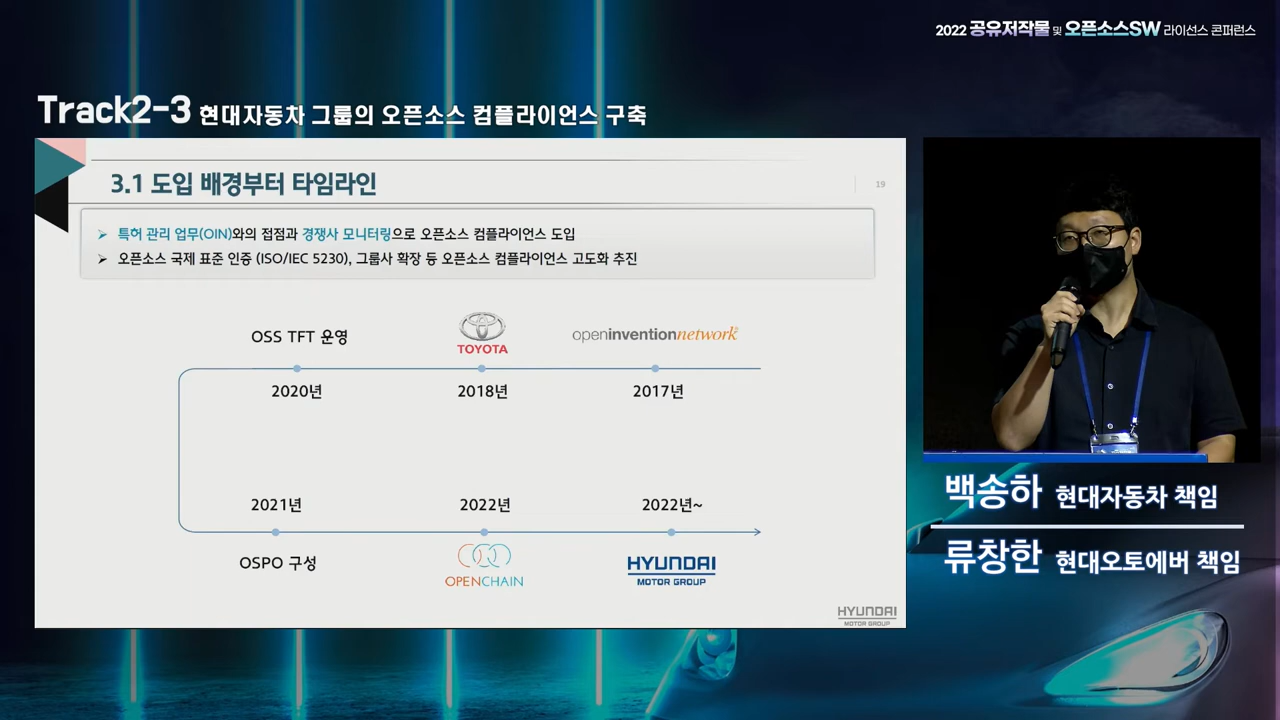 2022 공유저작물 및 오픈소스SW 라이선스 컨퍼런스
Track2-3 현대자동차 그룹의 오픈소스 컴플라이언스 구축
3.1 도입 배경부터 타임라인
19
특허 관리 업무(OIN)와의 접점과 경쟁사 모니터링으로 오픈소스 컴플라이언스 도입
오픈소스 국제 표준 인증 (ISO/IEC 5230), 그룹사 확장 등 오픈소스 컴플라이언스 고도화 추진
OSS TFT 운영
TOYOTA
openinventionnetwork
2020년
2018년
2017년
2021년
2022년
2022년~
OSPO 구성
OPENCHAIN
HYUNDAI
MOTOR GROUP
HYUNDAI
MOTOR GROUP
백송하 현대자동차 책임
류창한 현대오토에버 책임